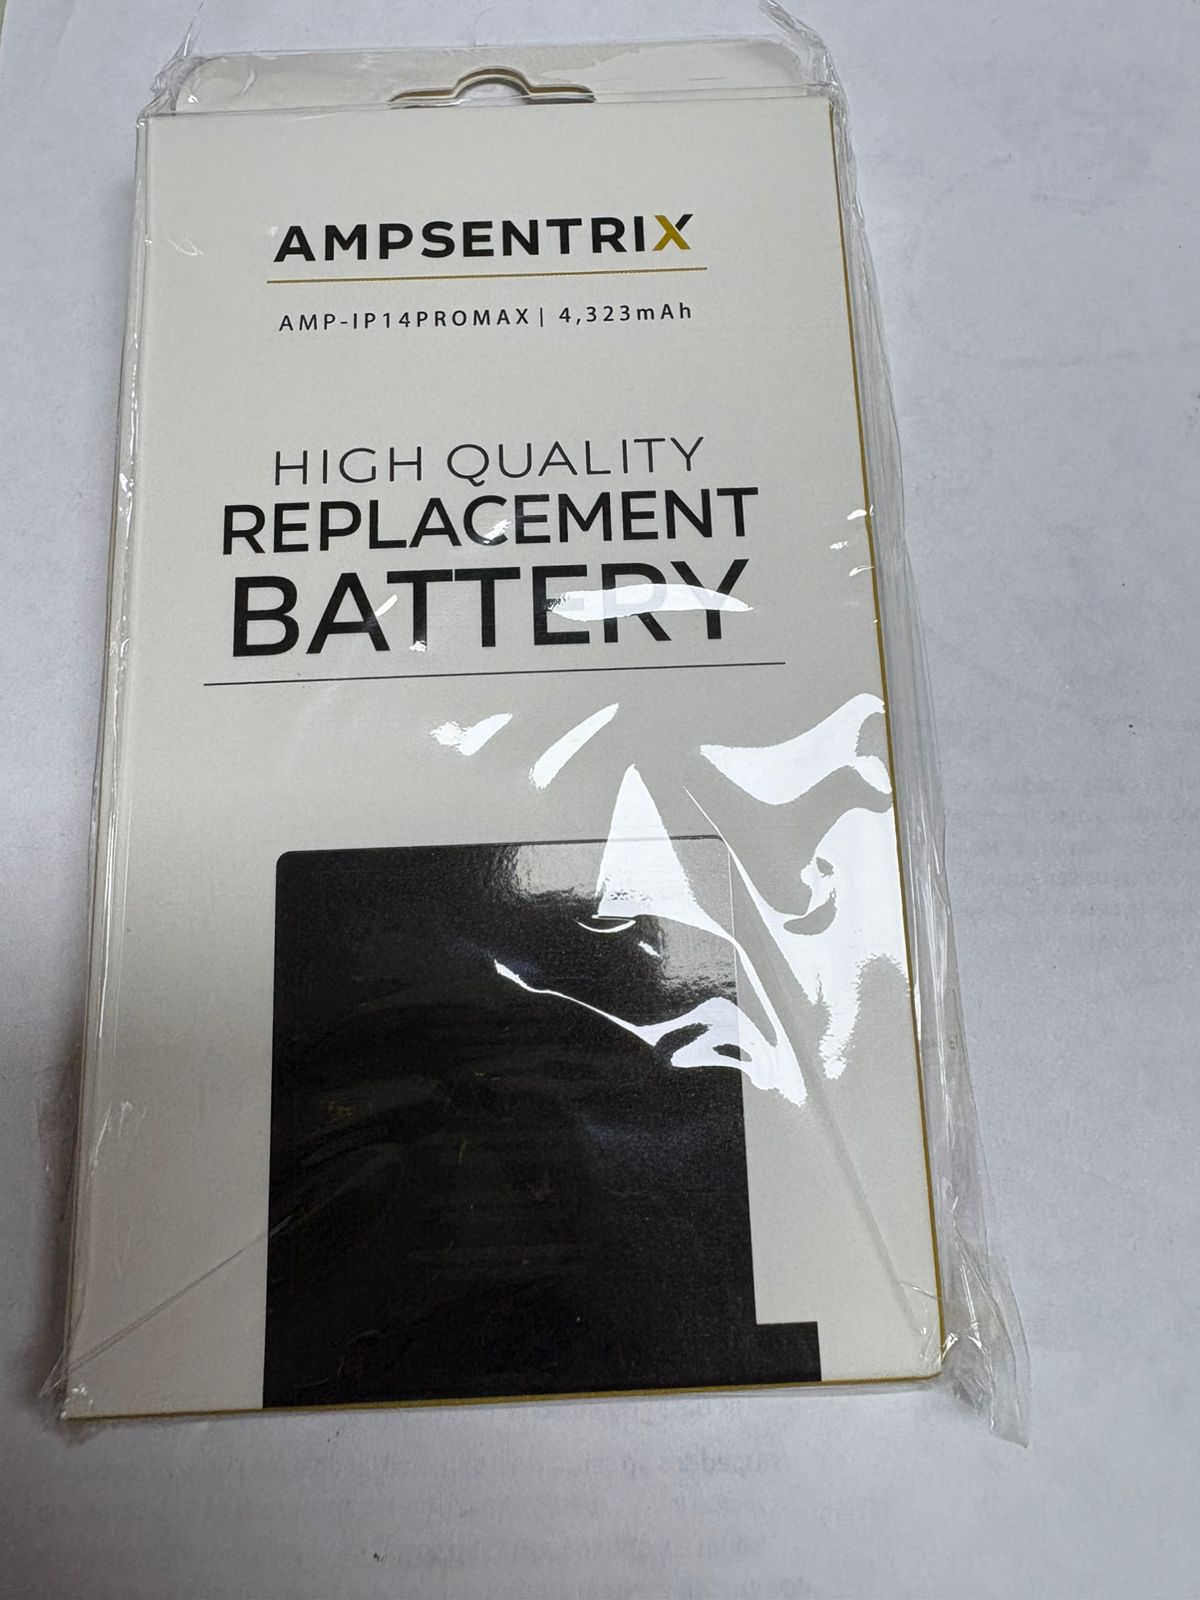 AMPSENTRIX
AMP-IP14PROMAX | 4,323mAh
HIGH QUALITY
REPLACEMENT
BATTERY